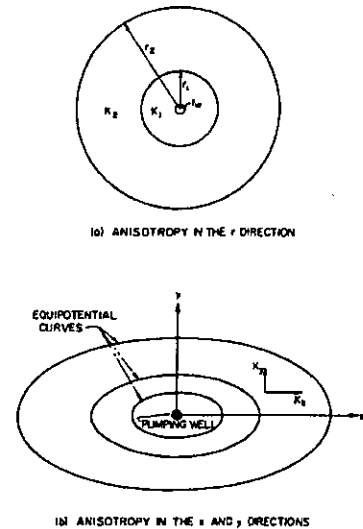 r₂
r₁
r_w
K₂
K₁
(a) ANISOTROPY IN THE r DIRECTION
y
EQUIPOTENTIAL
CURVES
K_y
K_x
PUMPING WELL
x
(b) ANISOTROPY IN THE x AND y DIRECTIONS